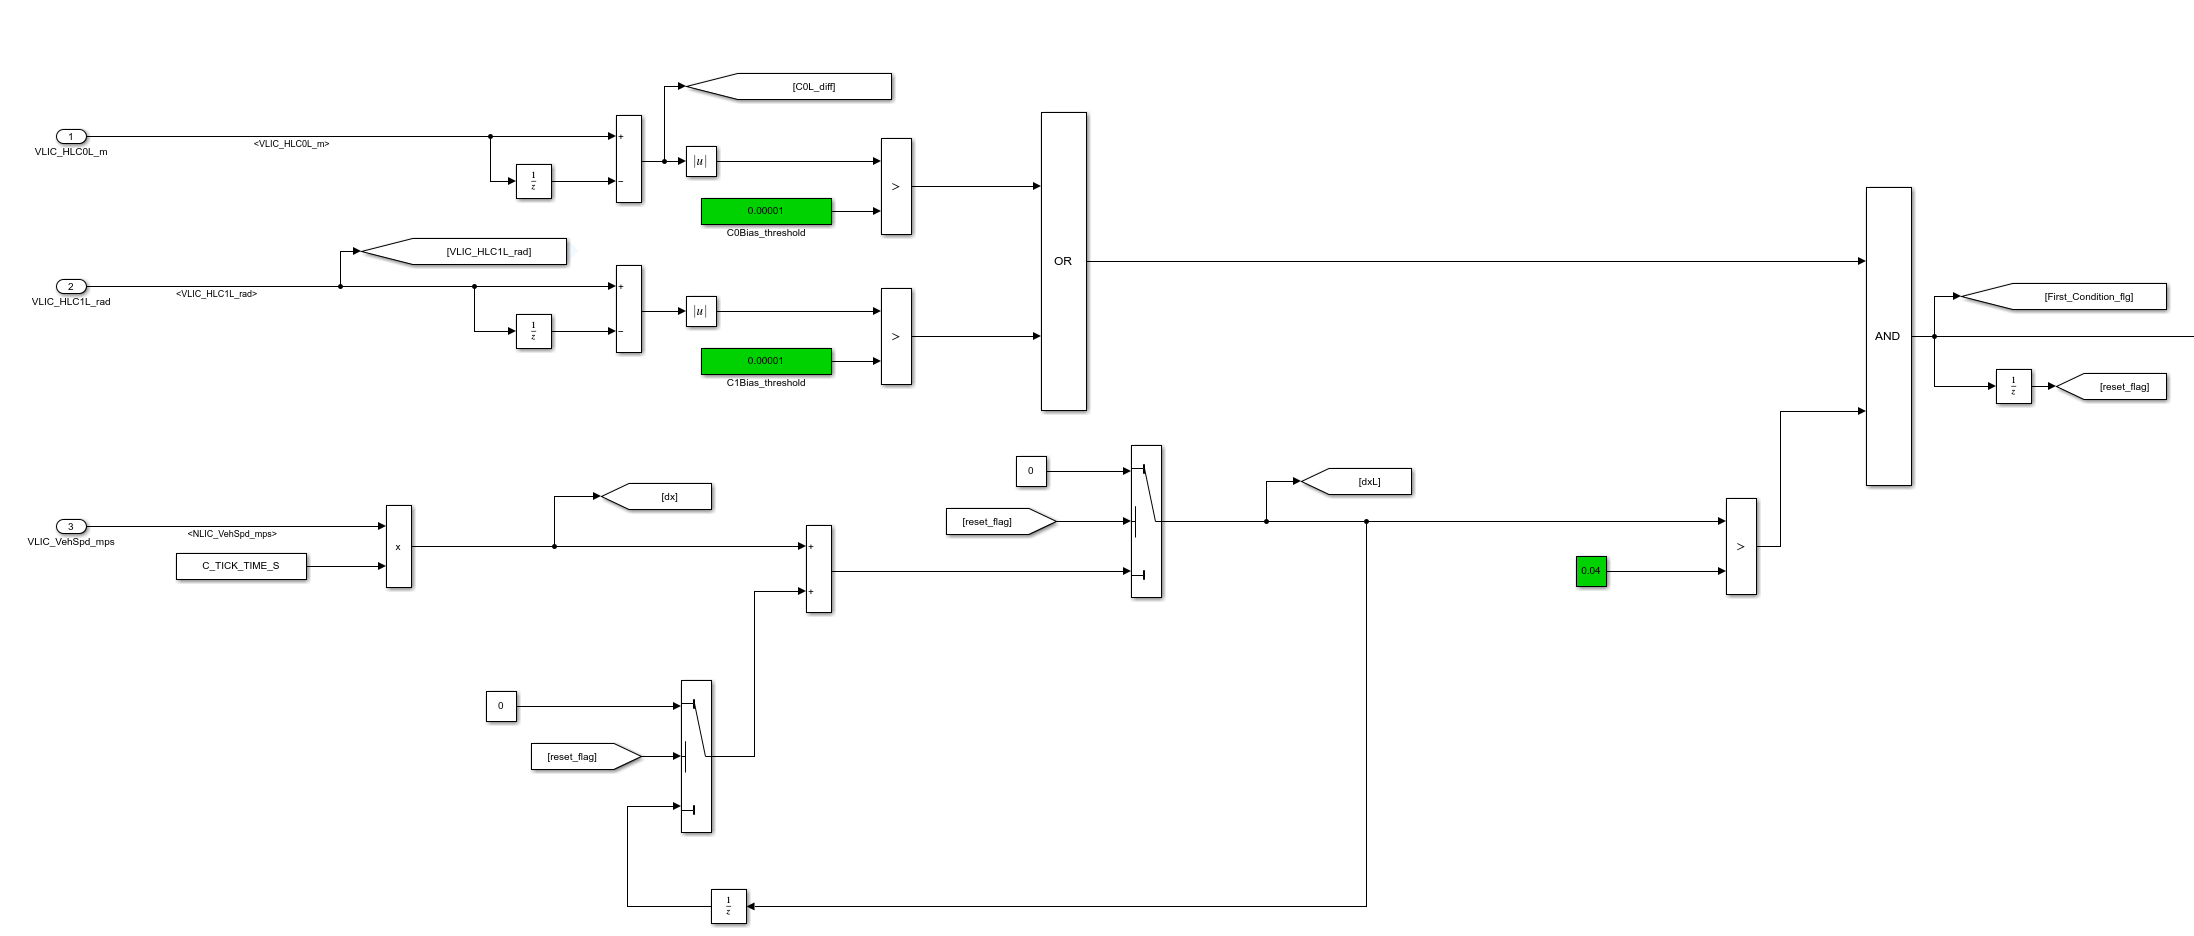 [C0L_diff]
1
VLIC_HLC0L_m
<VLIC_HLC0L_m>
+
−
1
z
|u|
>
0.00001
C0Bias_threshold
[VLIC_HLC1L_rad]
2
VLIC_HLC1L_rad
<VLIC_HLC1L_rad>
+
−
1
z
|u|
>
0.00001
C1Bias_threshold
OR
AND
[First_Condition_flg]
1
z
[reset_flag]
3
VLIC_VehSpd_mps
<NLIC_VehSpd_mps>
C_TICK_TIME_S
x
[dx]
+
+
0
[reset_flag]
[dxL]
0.04
>
0
[reset_flag]
1
z